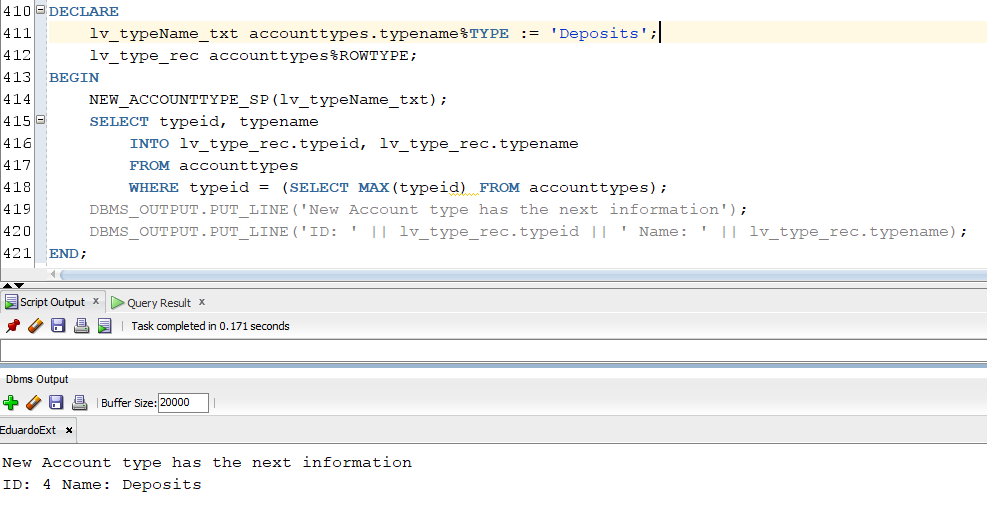 410 DECLARE
411 lv_typeName_txt accounttypes.typename%TYPE := 'Deposits';
412 lv_type_rec accounttypes%ROWTYPE;
413 BEGIN
414 NEW_ACCOUNTTYPE_SP(lv_typeName_txt);
415 SELECT typeid, typename
416 INTO lv_type_rec.typeid, lv_type_rec.typename
417 FROM accounttypes
418 WHERE typeid = (SELECT MAX(typeid) FROM accounttypes);
419 DBMS_OUTPUT.PUT_LINE('New Account type has the next information');
420 DBMS_OUTPUT.PUT_LINE('ID: ' || lv_type_rec.typeid || ' Name: ' || lv_type_rec.typename);
421 END;
Script Output x Query Result x
Task completed in 0.171 seconds
Dbms Output
Buffer Size: 20000
EduardoExt x
New Account type has the next information
ID: 4 Name: Deposits